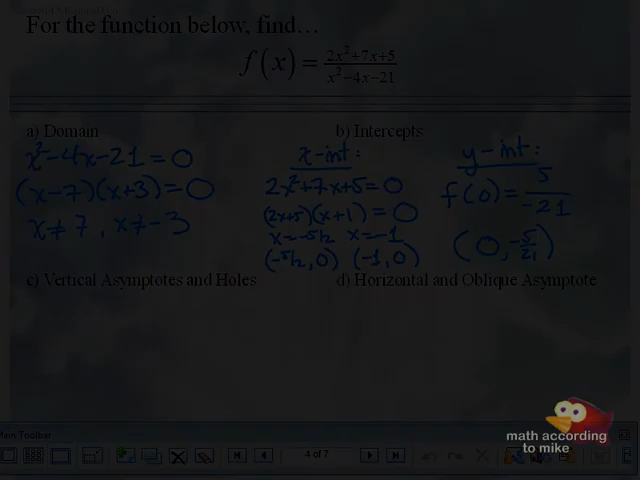 For the function below, find…
f(x) = (2x²+7x+5)/(x²−4x−21)
a) Domain
x²−4x−21=0
(x−7)(x+3)=0
x≠7, x≠−3
b) Intercepts
x-int:
2x²+7x+5=0
(2x+5)(x+1)=0
x=−5/2 x=−1
(−5/2,0) (−1,0)
y-int:
f(0)=5/−21
(0,−5/21)
c) Vertical Asymptotes and Holes
d) Horizontal and Oblique Asymptote
Main Toolbar
4 of 7
math according
to mike